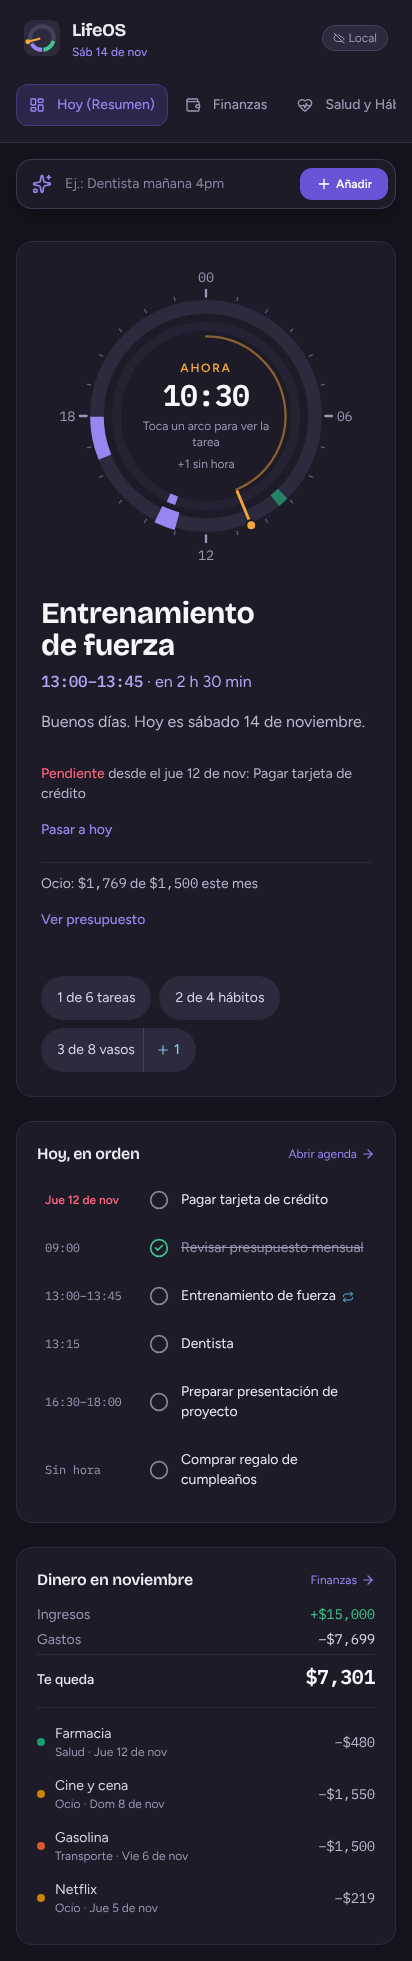 LifeOS
Sáb 14 de nov
Local
Hoy (Resumen)
Finanzas
Salud y Háb
Ej.: Dentista mañana 4pm
Añadir
00
18
06
12
AHORA
10:30
Toca un arco para ver la
tarea
+1 sin hora
Entrenamiento
de fuerza
13:00–13:45 · en 2 h 30 min
Buenos días. Hoy es sábado 14 de noviembre.
Pendiente desde el jue 12 de nov: Pagar tarjeta de
crédito
Pasar a hoy
Ocio: $1,769 de $1,500 este mes
Ver presupuesto
1 de 6 tareas
2 de 4 hábitos
3 de 8 vasos
+ 1
Hoy, en orden
Abrir agenda →
Jue 12 de nov Pagar tarjeta de crédito
09:00 Revisar presupuesto mensual
13:00–13:45 Entrenamiento de fuerza
13:15 Dentista
16:30–18:00 Preparar presentación de
proyecto
Sin hora Comprar regalo de
cumpleaños
Dinero en noviembre
Finanzas →
Ingresos +$15,000
Gastos −$7,699
Te queda $7,301
Farmacia −$480
Salud · Jue 12 de nov
Cine y cena −$1,550
Ocio · Dom 8 de nov
Gasolina −$1,500
Transporte · Vie 6 de nov
Netflix −$219
Ocio · Jue 5 de nov